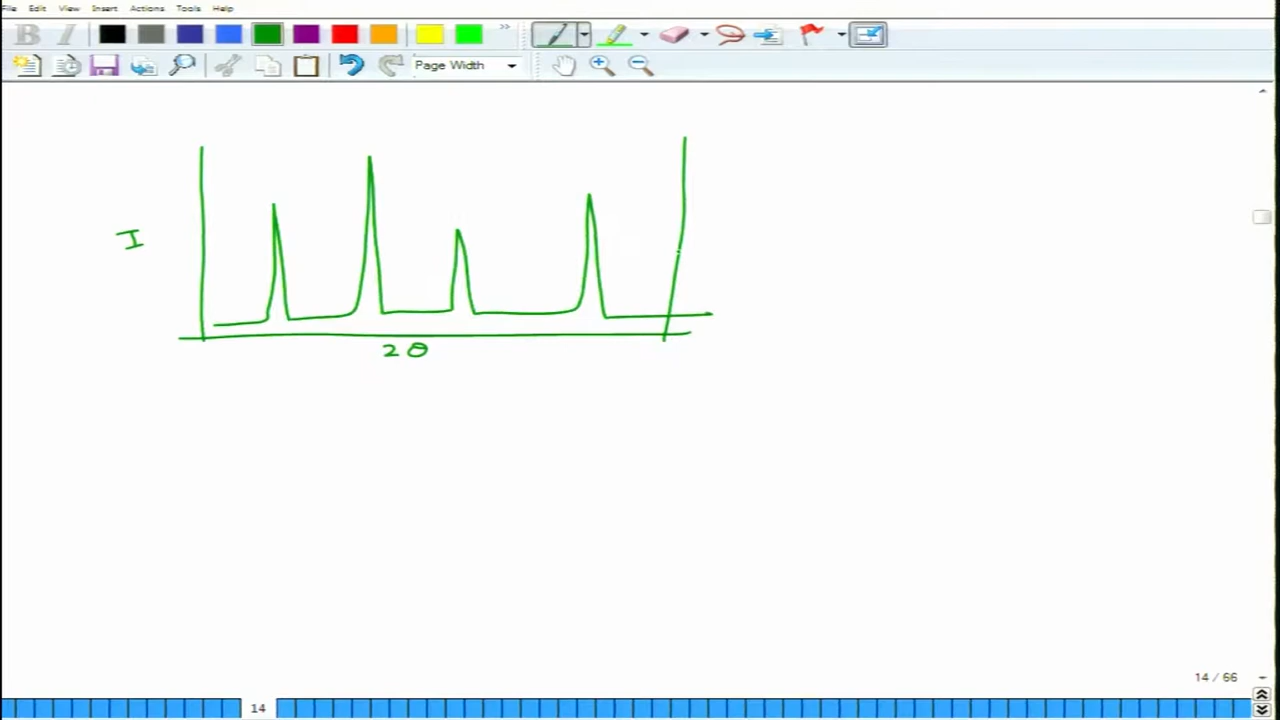 File Edit View Insert Actions Tools Help
B I
Page Width
I
2θ
14 / 66
14